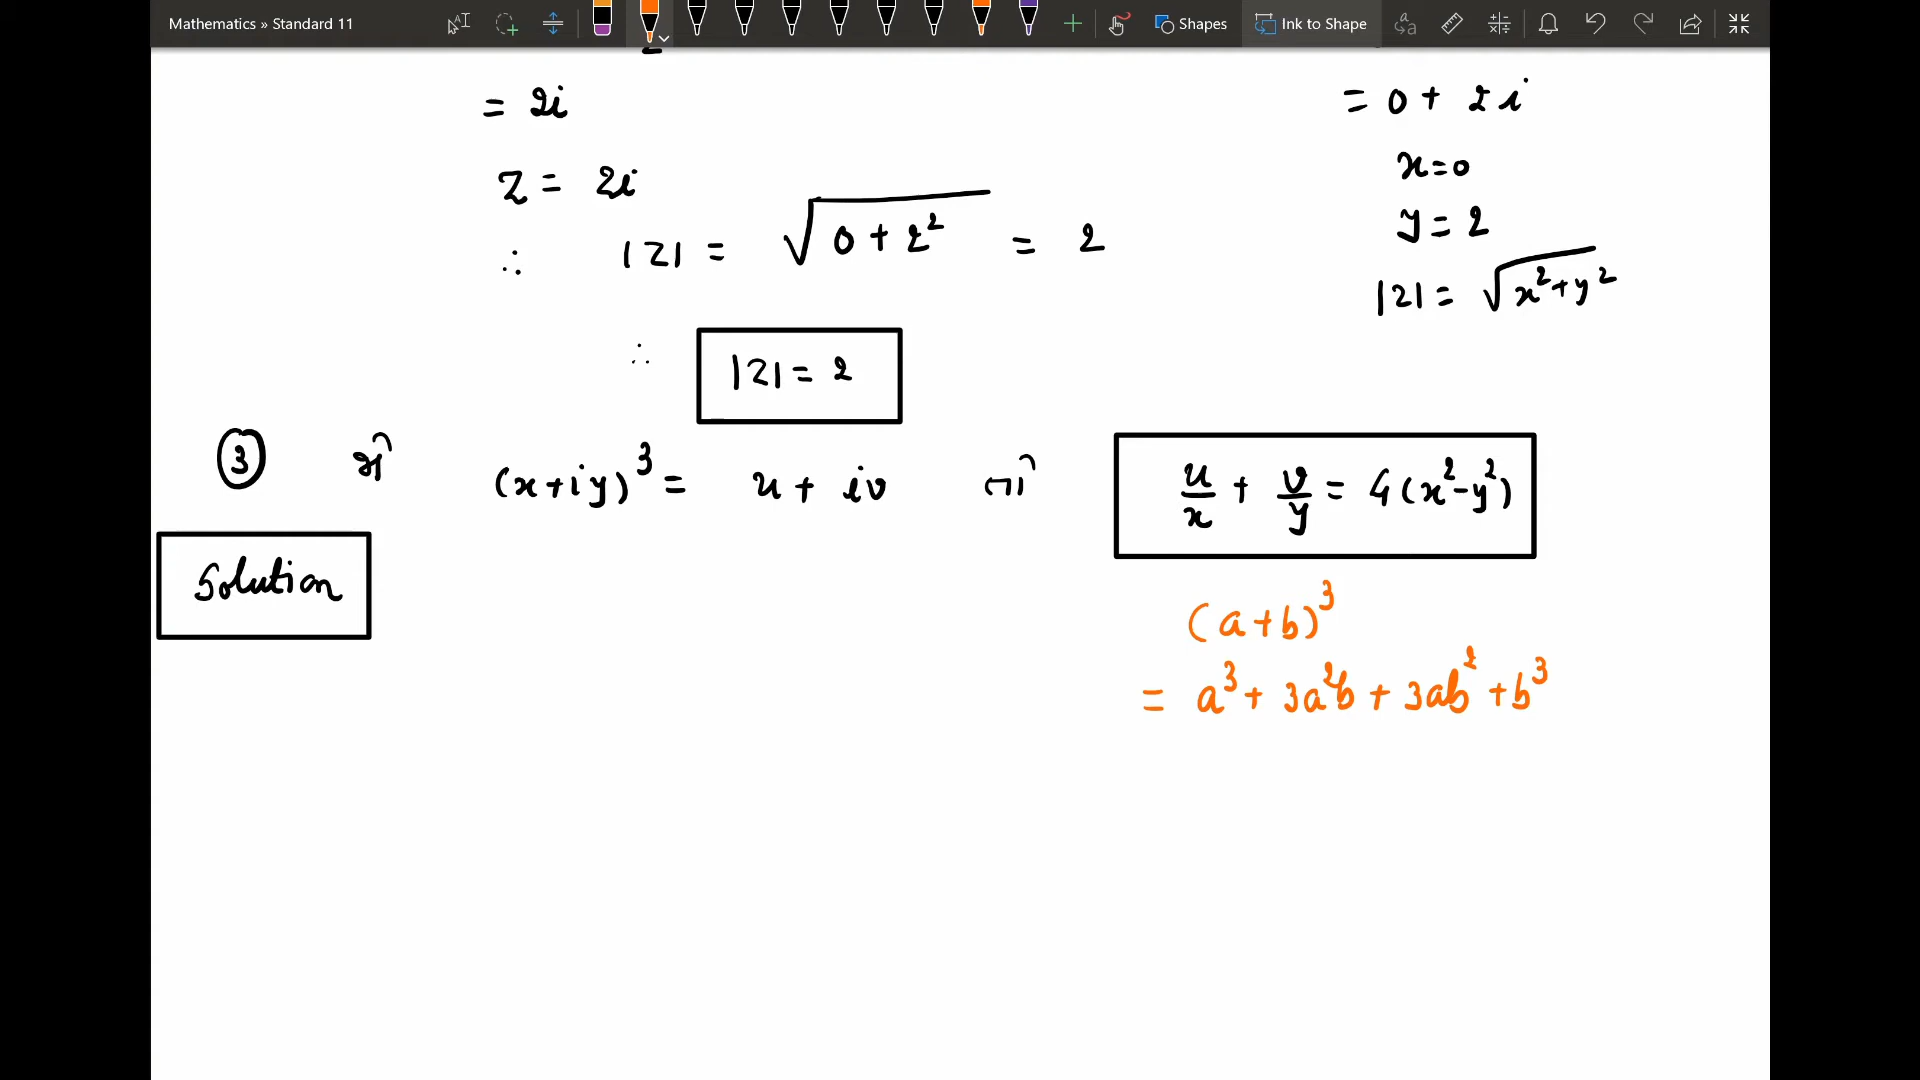 Mathematics » Standard 11
Shapes
Ink to Shape
= 2i
= 0 + 2i
z = 2i
x=0
y = 2
∴ |z| = √(0 + 2²) = 2
|z| = √(x²+y²)
∴ |z| = 2
③ જો (x+iy)³ = u + iv તો u/x + v/y = 4(x²-y²)
Solution
(a+b)³
= a³ + 3a²b + 3ab² + b³